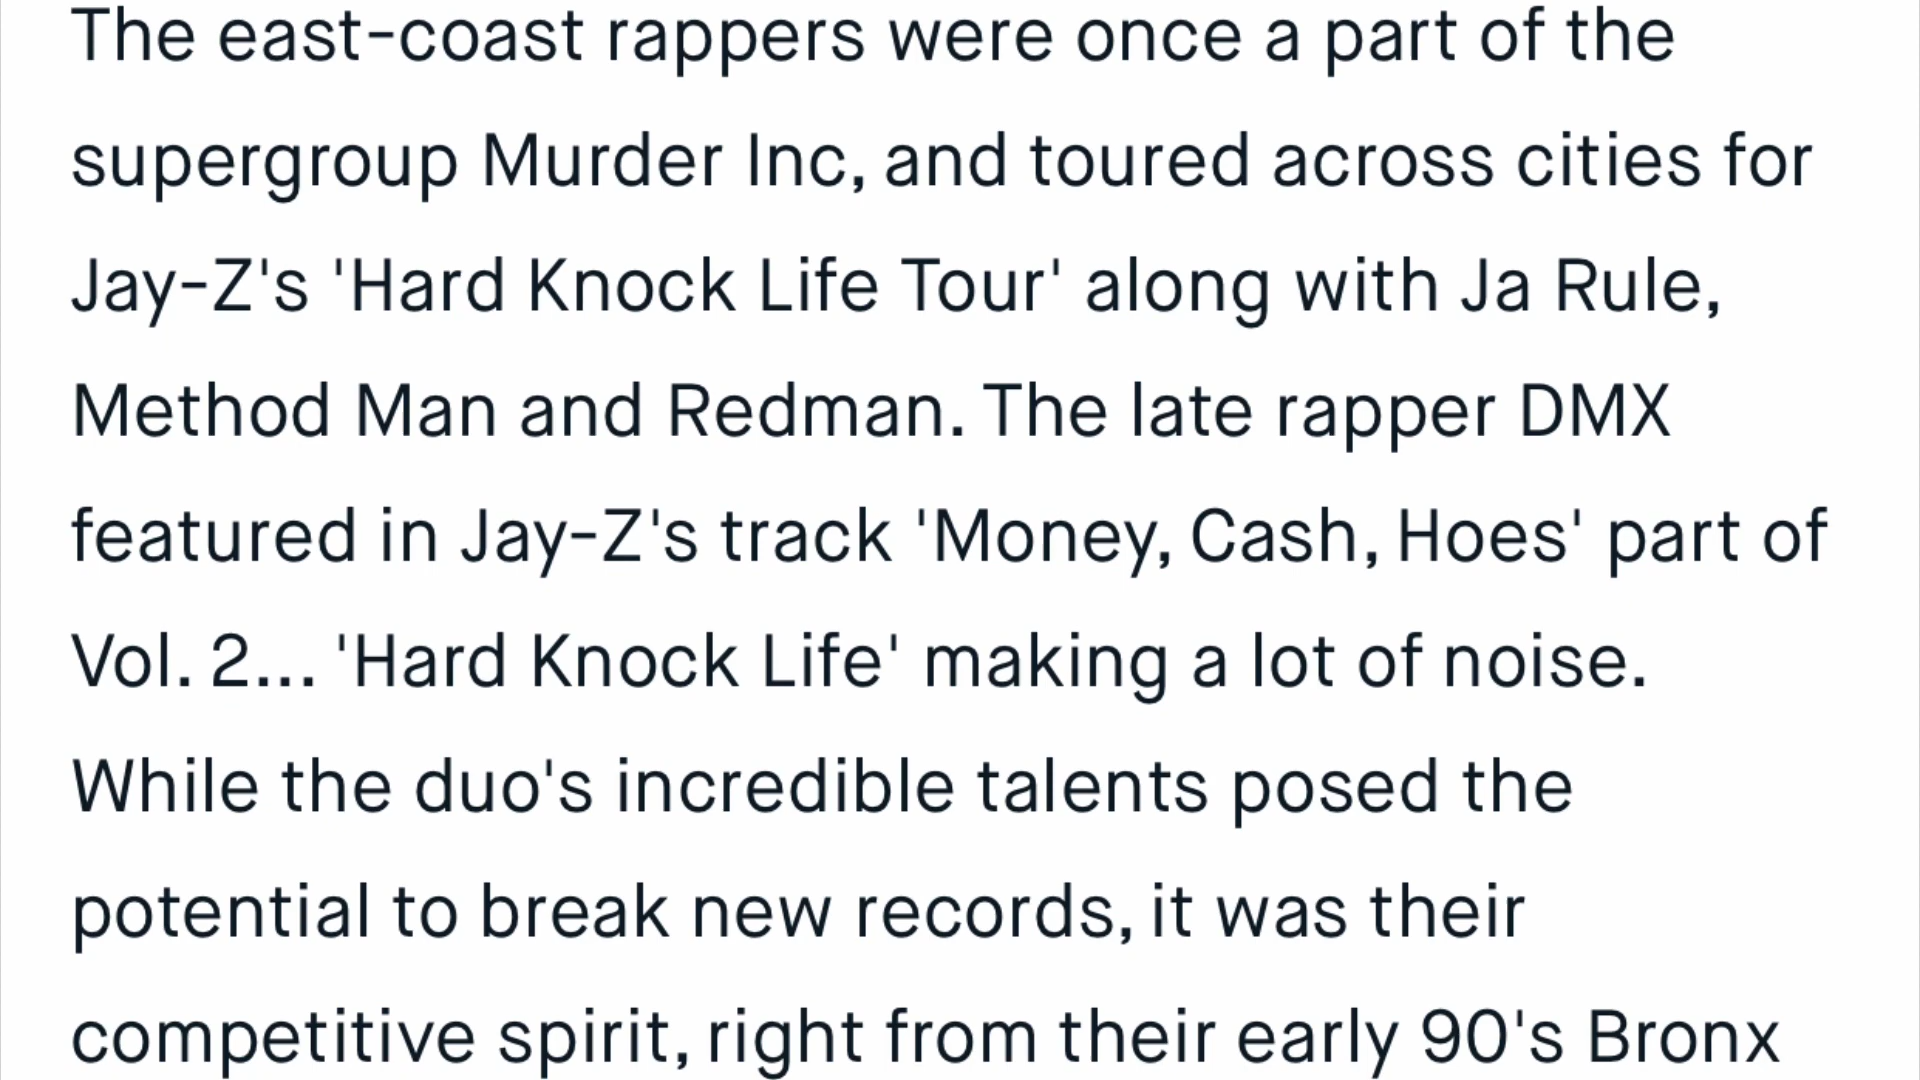 The east-coast rappers were once a part of the
supergroup Murder Inc, and toured across cities for
Jay-Z's 'Hard Knock Life Tour' along with Ja Rule,
Method Man and Redman. The late rapper DMX
featured in Jay-Z's track 'Money, Cash, Hoes' part of
Vol. 2... 'Hard Knock Life' making a lot of noise.
While the duo's incredible talents posed the
potential to break new records, it was their
competitive spirit, right from their early 90's Bronx